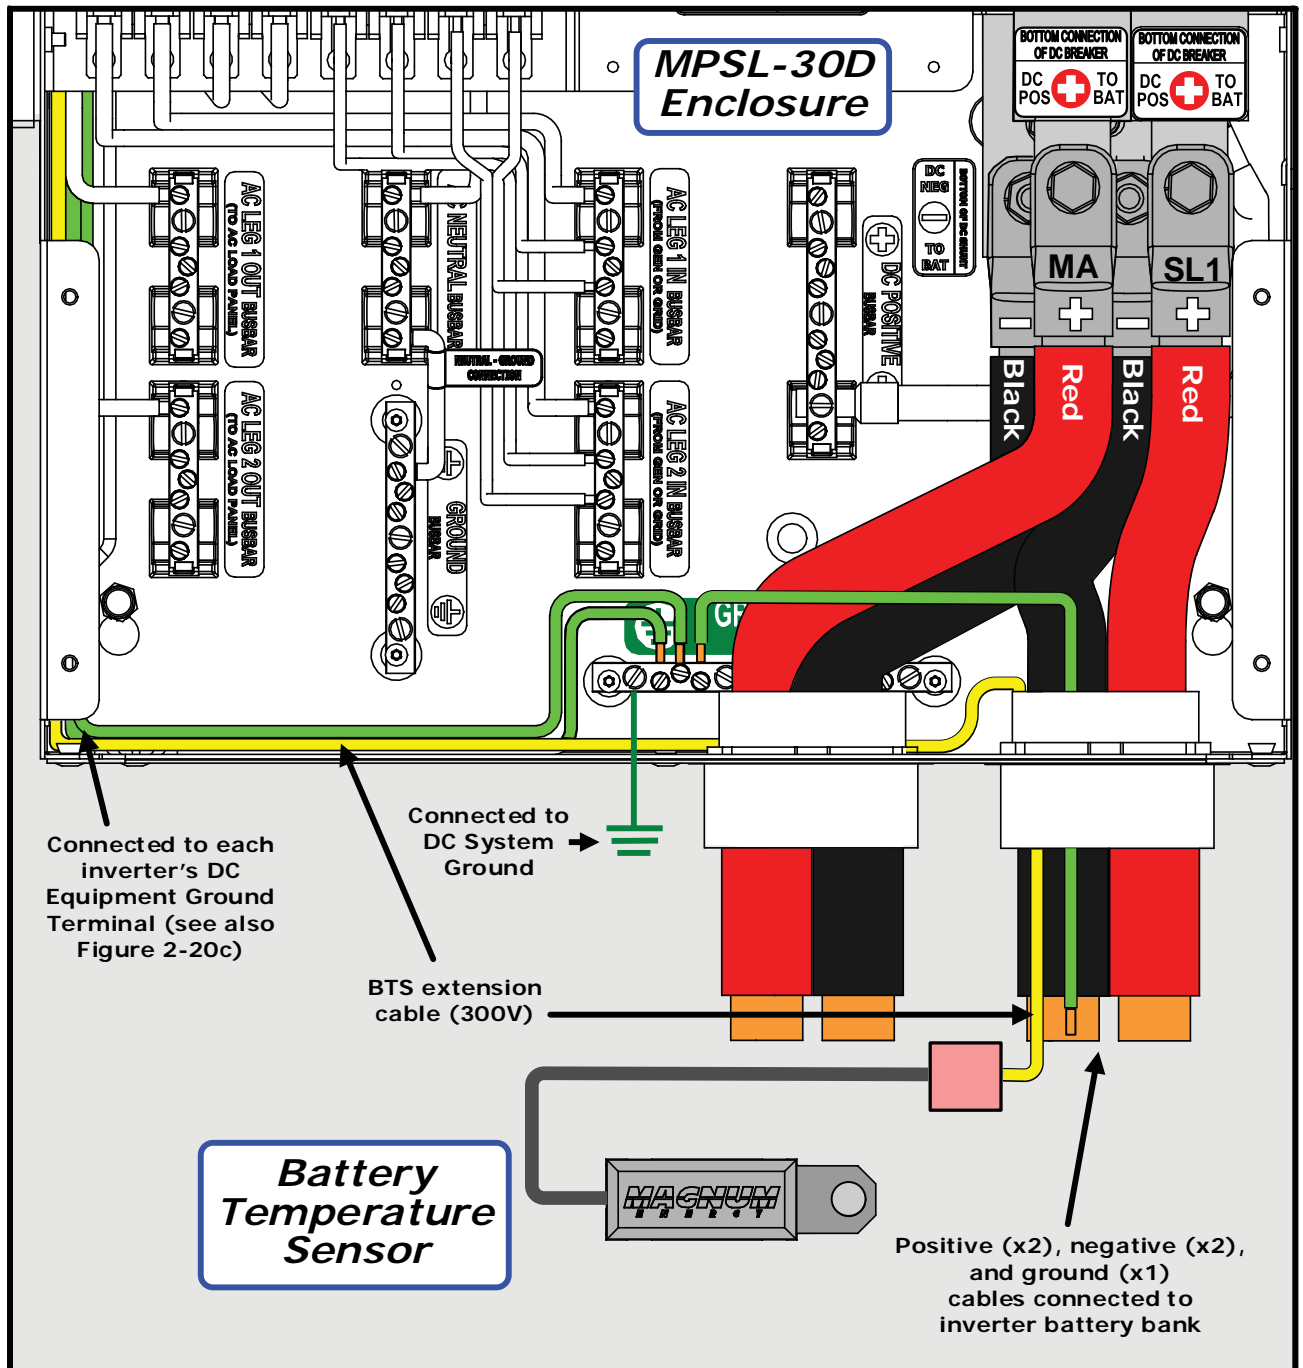 MPSL-30D
Enclosure
BOTTOM CONNECTION
OF DC BREAKER
DC
POS
TO
BAT
BOTTOM CONNECTION
OF DC BREAKER
DC
POS
TO
BAT
AC LEG 1 OUT BUSBAR
(TO AC LOAD PANEL)
AC NEUTRAL BUSBAR
AC LEG 1 IN BUSBAR
(FROM GEN OR GRID)
DC POSITIVE
BUSBAR
DC
NEG
TO
BAT
BOTTOM OF DC SHUNT
MA
SL1
NEUTRAL - GROUND
CONNECTION
Black
Red
Black
Red
AC LEG 2 OUT BUSBAR
(TO AC LOAD PANEL)
GROUND
BUSBAR
AC LEG 2 IN BUSBAR
(FROM GEN OR GRID)
Connected to each
inverter's DC
Equipment Ground
Terminal (see also
Figure 2-20c)
Connected to
DC System
Ground
BTS extension
cable (300V)
Battery
Temperature
Sensor
MAGNUM
ENERGY
Positive (x2), negative (x2),
and ground (x1)
cables connected to
inverter battery bank